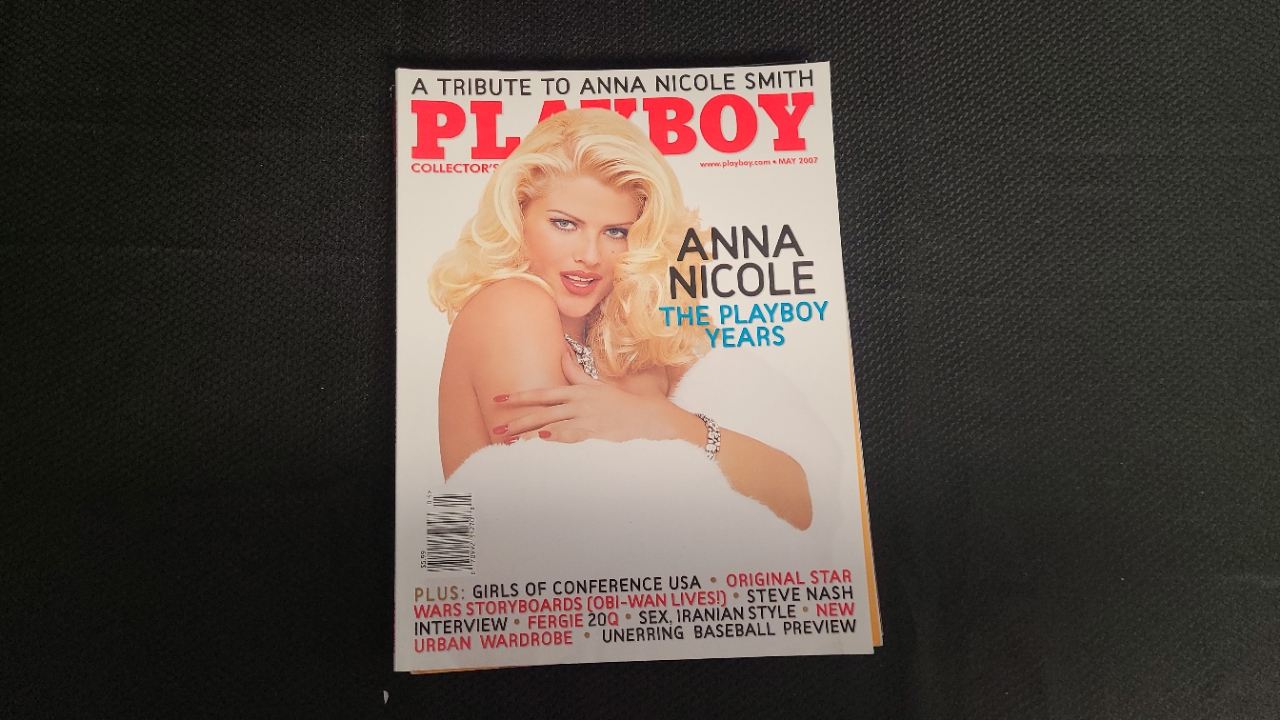 A TRIBUTE TO ANNA NICOLE SMITH
PLAYBOY
COLLECTOR'S
www.playboy.com • MAY 2007
ANNA
NICOLE
THE PLAYBOY
YEARS
$5.99
PLUS: GIRLS OF CONFERENCE USA • ORIGINAL STAR
WARS STORYBOARDS (OBI-WAN LIVES!) • STEVE NASH
INTERVIEW • FERGIE 20Q • SEX, IRANIAN STYLE • NEW
URBAN WARDROBE • UNERRING BASEBALL PREVIEW